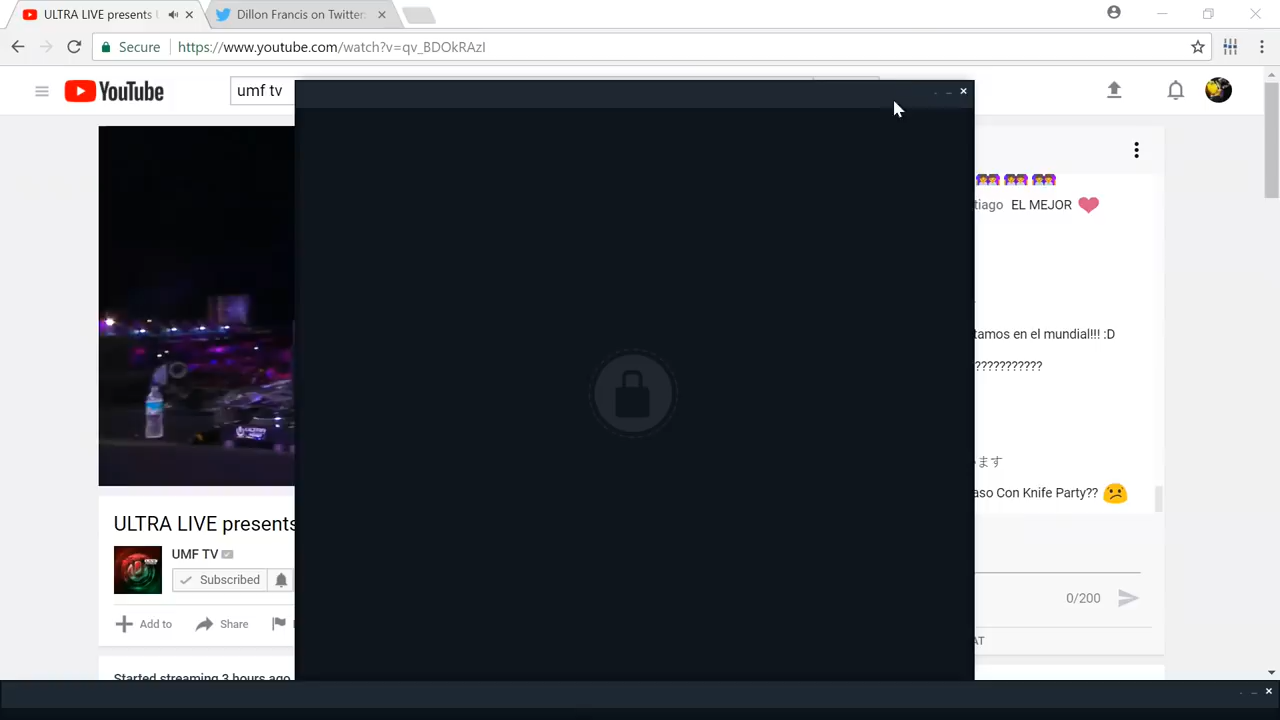 ULTRA LIVE presents
Dillon Francis on Twitter:
Secure
https://www.youtube.com/watch?v=qv_BDOkRAzI
YouTube
umf tv
tiago EL MEJOR
tamos en el mundial!!! :D
???????????
ます
aso Con Knife Party??
ULTRA LIVE presents
UMF TV
Subscribed
Add to
Share
0/200
AT
Started streaming 3 hours ago